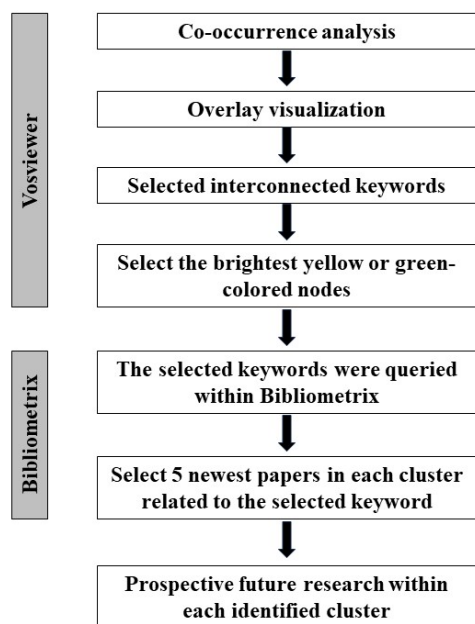 Co-occurrence analysis
Overlay visualization
Selected interconnected keywords
Select the brightest yellow or green-
colored nodes
Vosviewer
The selected keywords were queried
within Bibliometrix
Select 5 newest papers in each cluster
related to the selected keyword
Bibliometrix
Prospective future research within
each identified cluster